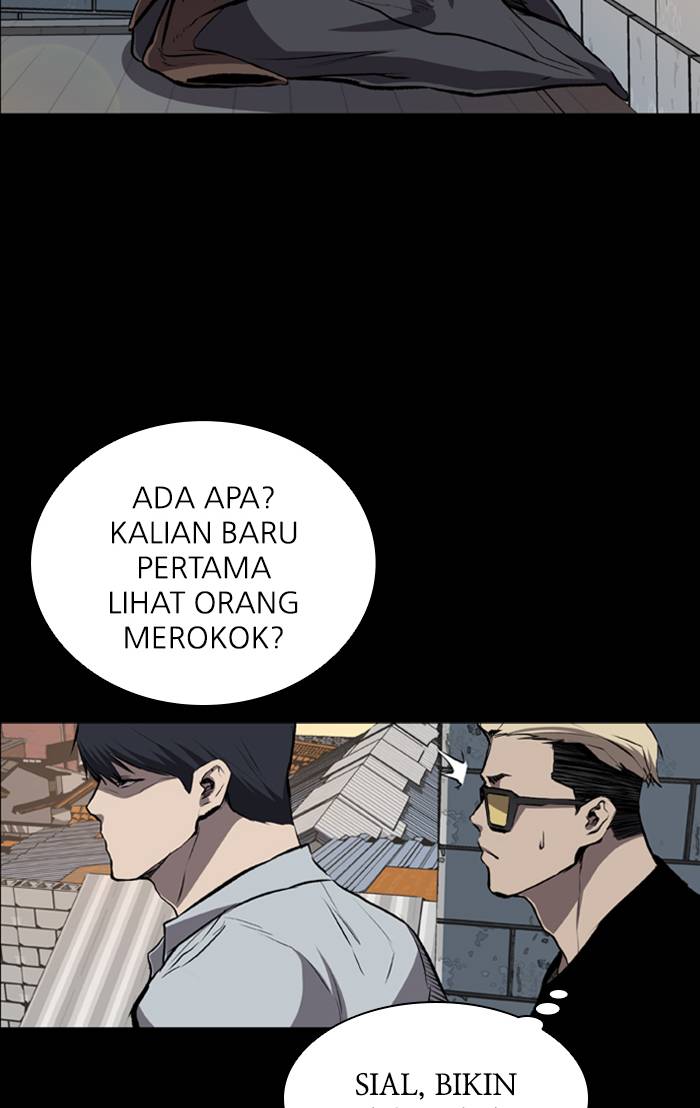 ADA APA?
KALIAN BARU
PERTAMA
LIHAT ORANG
MEROKOK?
SIAL, BIKIN